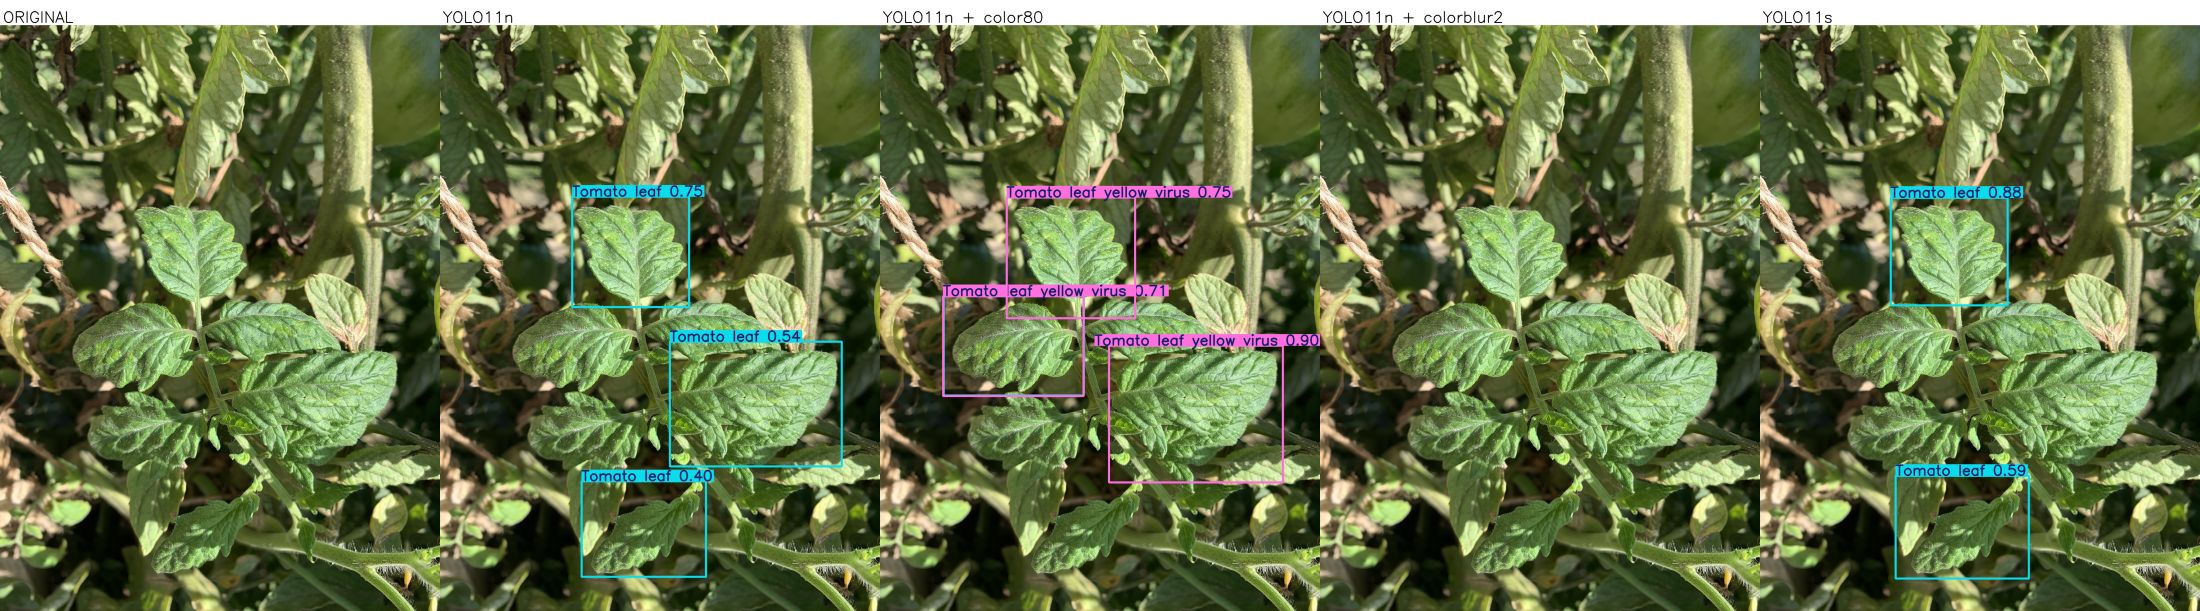 ORIGINAL
YOLO11n
YOLO11n + color80
YOLO11n + colorblur2
YOLO11s
Tomato leaf 0.75
Tomato leaf 0.54
Tomato leaf 0.40
Tomato leaf yellow virus 0.75
Tomato leaf yellow virus 0.71
Tomato leaf yellow virus 0.90
Tomato leaf 0.88
Tomato leaf 0.59